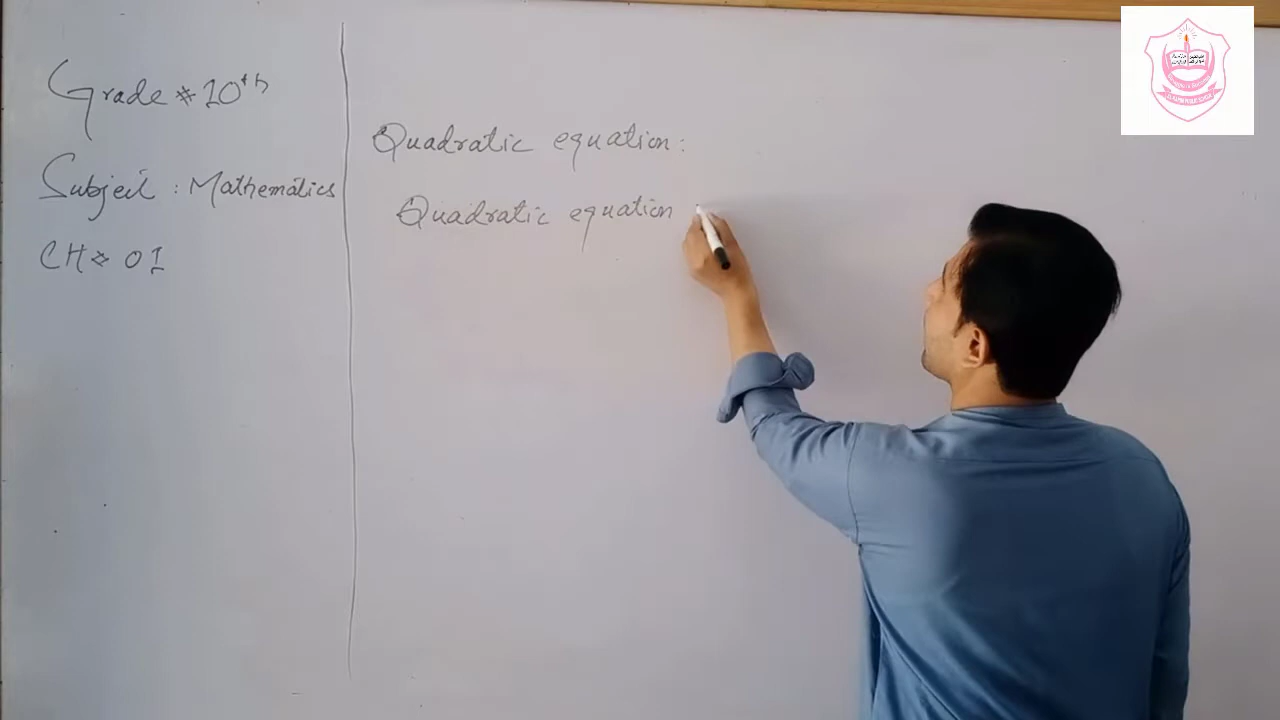 Grade # 10th
Subject : Mathematics
CH # 01
Quadratic equation :
Quadratic equation